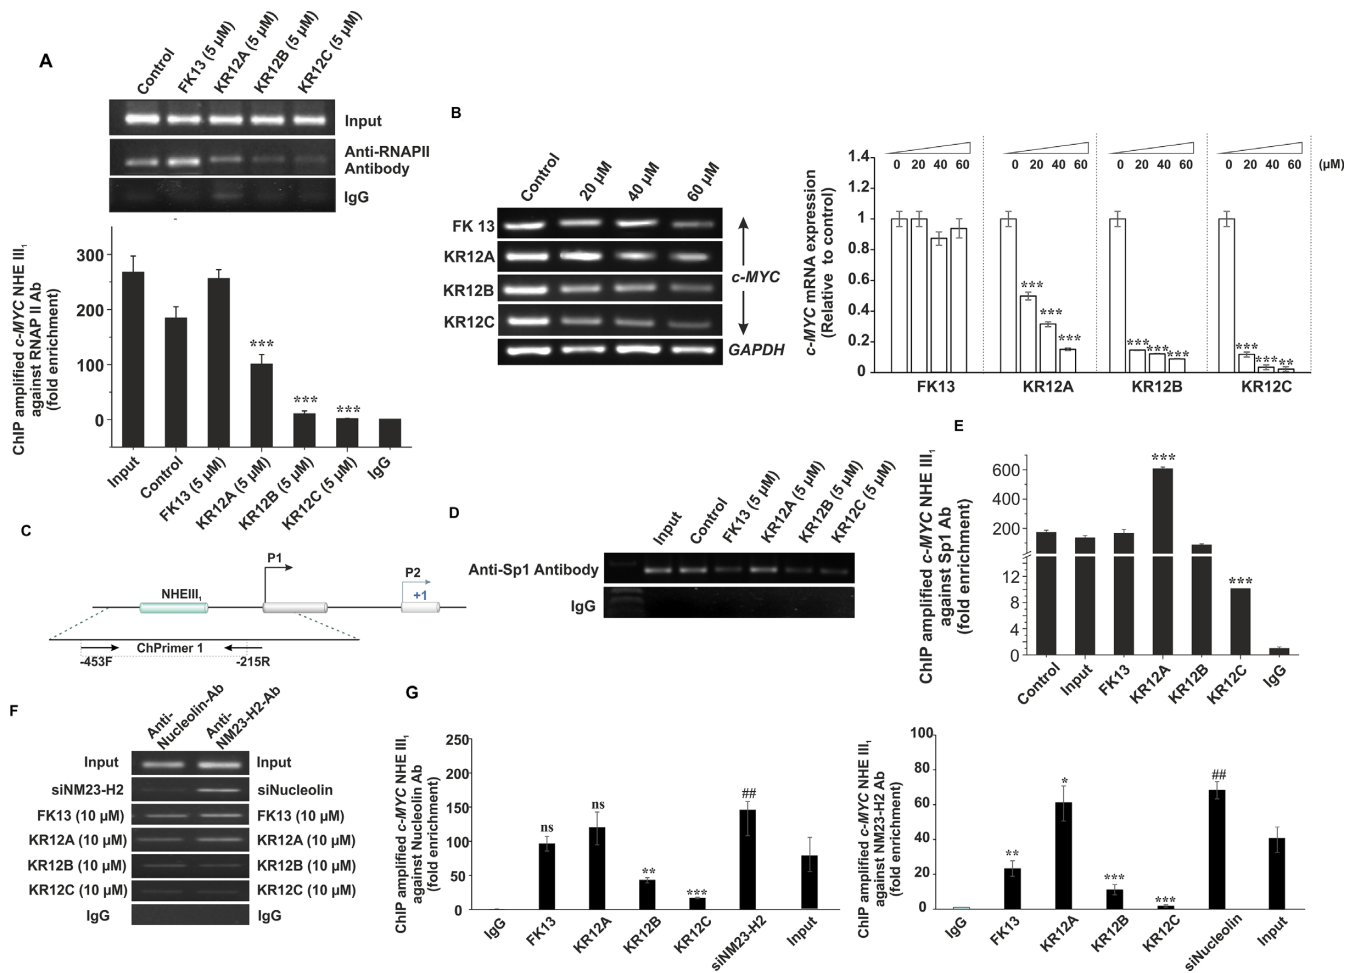 A
Control
FK13 (5 µM)
KR12A (5 µM)
KR12B (5 µM)
KR12C (5 µM)
Input
Anti-RNAPII
Antibody
IgG
ChIP amplified c-MYC NHE III1
against RNAP II Ab
(fold enrichment)
300
200
100
0
***
***
***
Input
Control
FK13 (5 µM)
KR12A (5 µM)
KR12B (5 µM)
KR12C (5 µM)
IgG
B
Control
20 µM
40 µM
60 µM
FK 13
KR12A
KR12B
KR12C
c-MYC
GAPDH
c-MYC mRNA expression
(Relative to control)
1.4
1.2
1
0.8
0.6
0.4
0.2
0
0 20 40 60
0 20 40 60
0 20 40 60
0 20 40 60
(µM)
***
***
***
***
***
***
***
***
**
FK13
KR12A
KR12B
KR12C
C
NHEIII1
P1
P2
+1
ChPrimer 1
-453F
-215R
D
Input
Control
FK13 (5 µM)
KR12A (5 µM)
KR12B (5 µM)
KR12C (5 µM)
Anti-Sp1 Antibody
IgG
E
ChIP amplified c-MYC NHE III1
against Sp1 Ab
(fold enrichment)
600
400
200
12
8
4
2
0
***
***
Control
Input
FK13
KR12A
KR12B
KR12C
IgG
F
Anti-
Nucleolin-Ab
Anti-
NM23-H2-Ab
Input Input
siNM23-H2 siNucleolin
FK13 (10 µM) FK13 (10 µM)
KR12A (10 µM) KR12A (10 µM)
KR12B (10 µM) KR12B (10 µM)
KR12C (10 µM) KR12C (10 µM)
IgG IgG
G
ChIP amplified c-MYC NHE III1
against Nucleolin Ab
(fold enrichment)
250
200
150
100
50
0
ns
ns
**
***
##
IgG
FK13
KR12A
KR12B
KR12C
siNM23-H2
Input
ChIP amplified c-MYC NHE III1
against NM23-H2 Ab
(fold enrichment)
100
80
60
40
20
0
**
*
***
***
##
IgG
FK13
KR12A
KR12B
KR12C
siNucleolin
Input